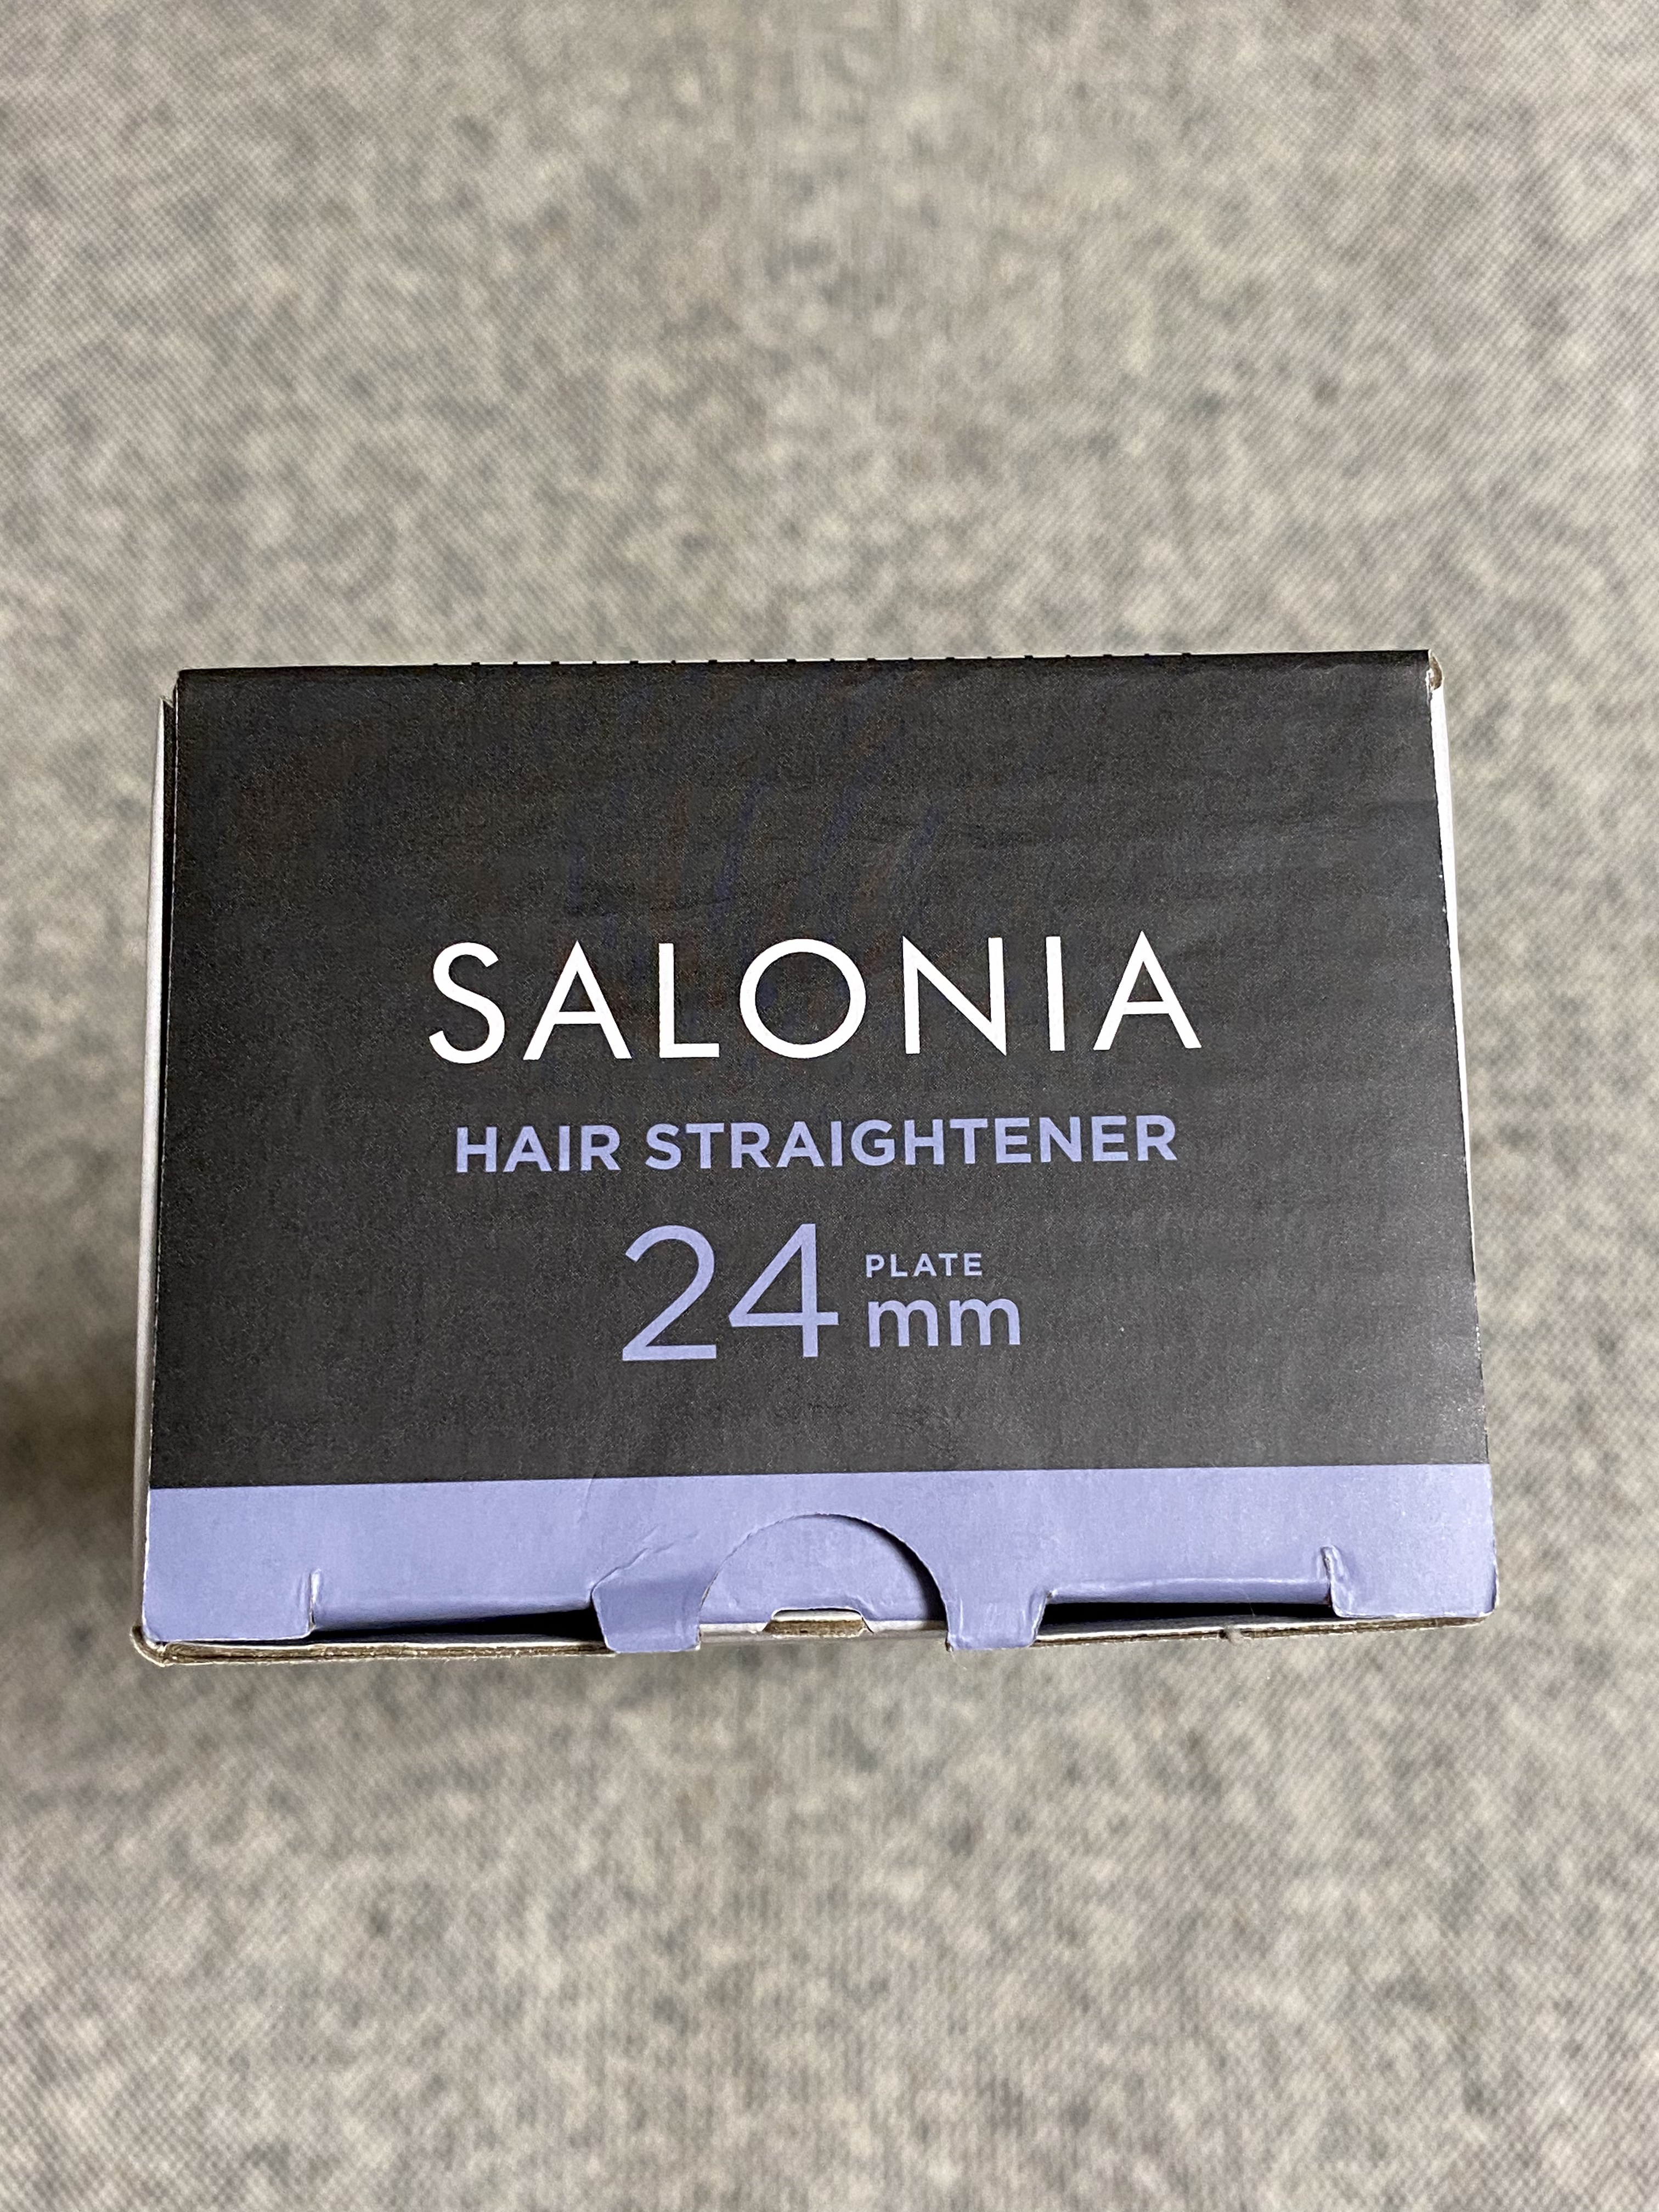 SALONIA
HAIR STRAIGHTENER
24 PLATE mm